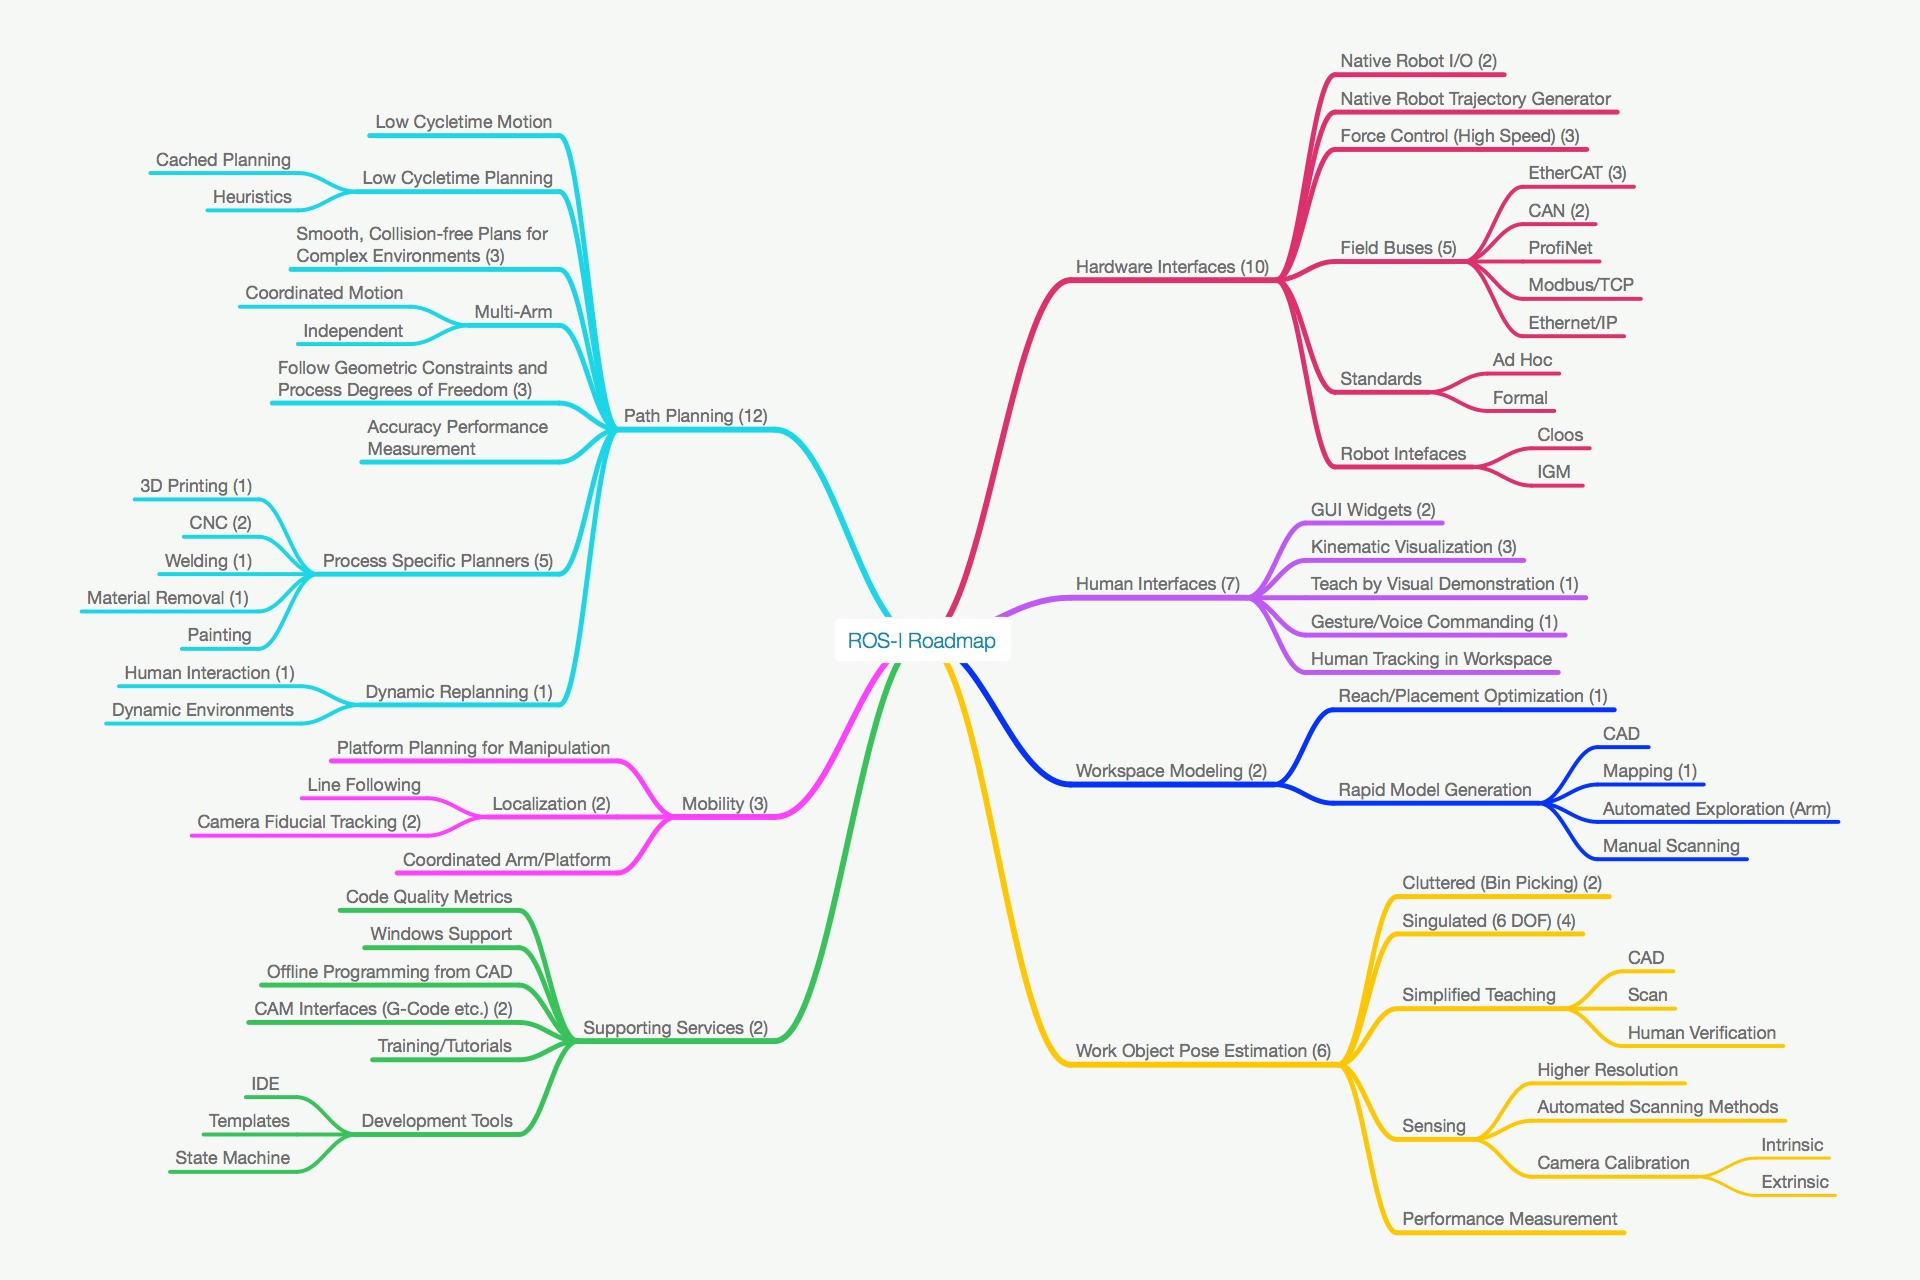 ROS-I Roadmap
Path Planning (12)
Low Cycletime Motion
Low Cycletime Planning
Cached Planning
Heuristics
Smooth, Collision-free Plans for
Complex Environments (3)
Multi-Arm
Coordinated Motion
Independent
Follow Geometric Constraints and
Process Degrees of Freedom (3)
Accuracy Performance
Measurement
Process Specific Planners (5)
3D Printing (1)
CNC (2)
Welding (1)
Material Removal (1)
Painting
Dynamic Replanning (1)
Human Interaction (1)
Dynamic Environments
Mobility (3)
Platform Planning for Manipulation
Localization (2)
Line Following
Camera Fiducial Tracking (2)
Coordinated Arm/Platform
Supporting Services (2)
Code Quality Metrics
Windows Support
Offline Programming from CAD
CAM Interfaces (G-Code etc.) (2)
Training/Tutorials
Development Tools
IDE
Templates
State Machine
Hardware Interfaces (10)
Native Robot I/O (2)
Native Robot Trajectory Generator
Force Control (High Speed) (3)
Field Buses (5)
EtherCAT (3)
CAN (2)
ProfiNet
Modbus/TCP
Ethernet/IP
Standards
Ad Hoc
Formal
Robot Intefaces
Cloos
IGM
Human Interfaces (7)
GUI Widgets (2)
Kinematic Visualization (3)
Teach by Visual Demonstration (1)
Gesture/Voice Commanding (1)
Human Tracking in Workspace
Workspace Modeling (2)
Reach/Placement Optimization (1)
Rapid Model Generation
CAD
Mapping (1)
Automated Exploration (Arm)
Manual Scanning
Work Object Pose Estimation (6)
Cluttered (Bin Picking) (2)
Singulated (6 DOF) (4)
Simplified Teaching
CAD
Scan
Human Verification
Sensing
Higher Resolution
Automated Scanning Methods
Camera Calibration
Intrinsic
Extrinsic
Performance Measurement